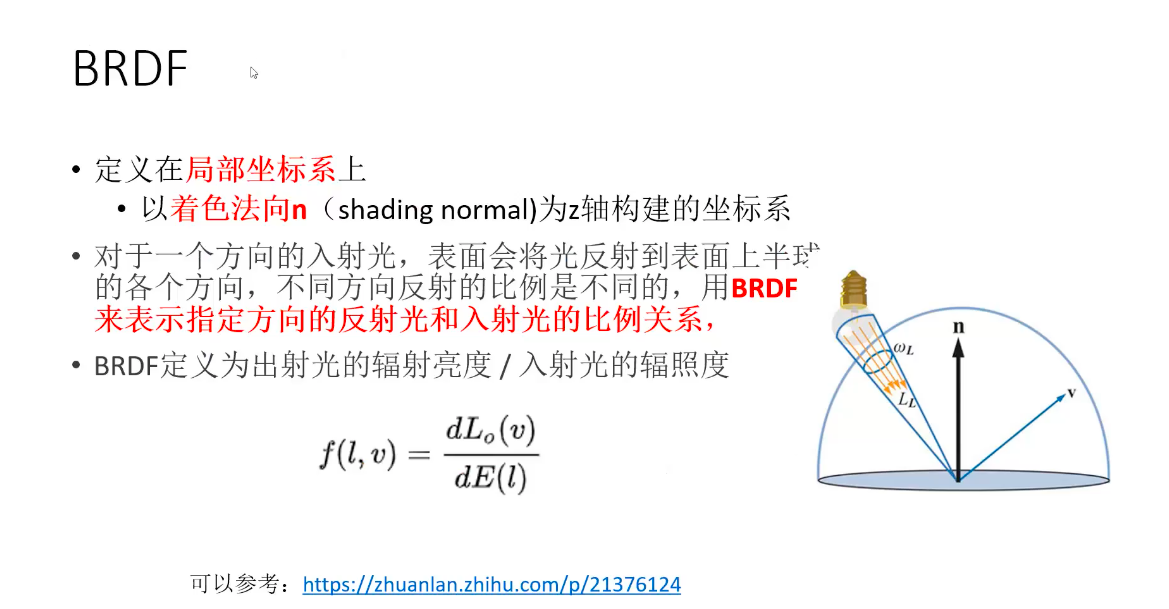 BRDF
• 定义在局部坐标系上
• 以着色法向n（shading normal)为z轴构建的坐标系
• 对于一个方向的入射光，表面会将光反射到表面上半球
的各个方向，不同方向反射的比例是不同的，用BRDF
来表示指定方向的反射光和入射光的比例关系，
• BRDF定义为出射光的辐射亮度 / 入射光的辐照度
f(l, v) = dLₒ(v) / dE(l)
n
ω_L
L_L
v
可以参考：https://zhuanlan.zhihu.com/p/21376124